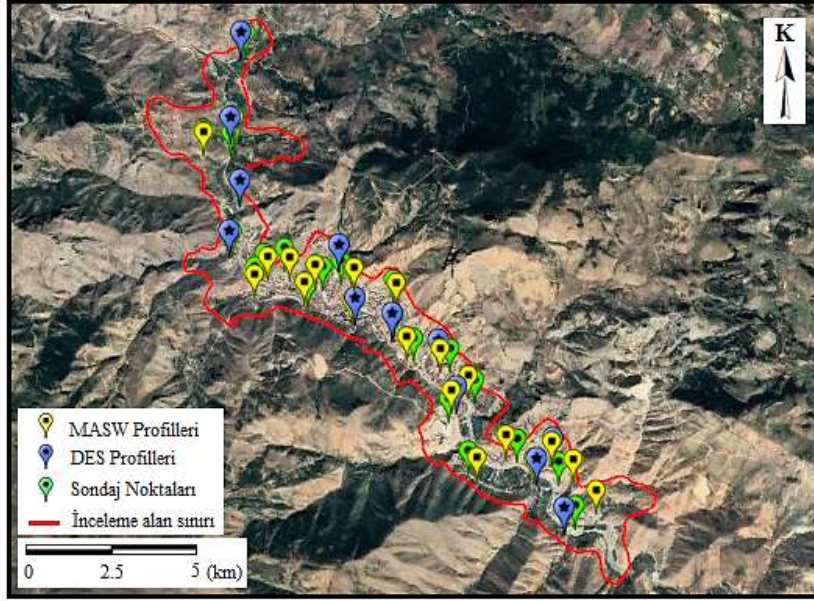 K
MASW Profilleri
DES Profilleri
Sondaj Noktaları
İnceleme alan sınırı
0 2.5 5 (km)